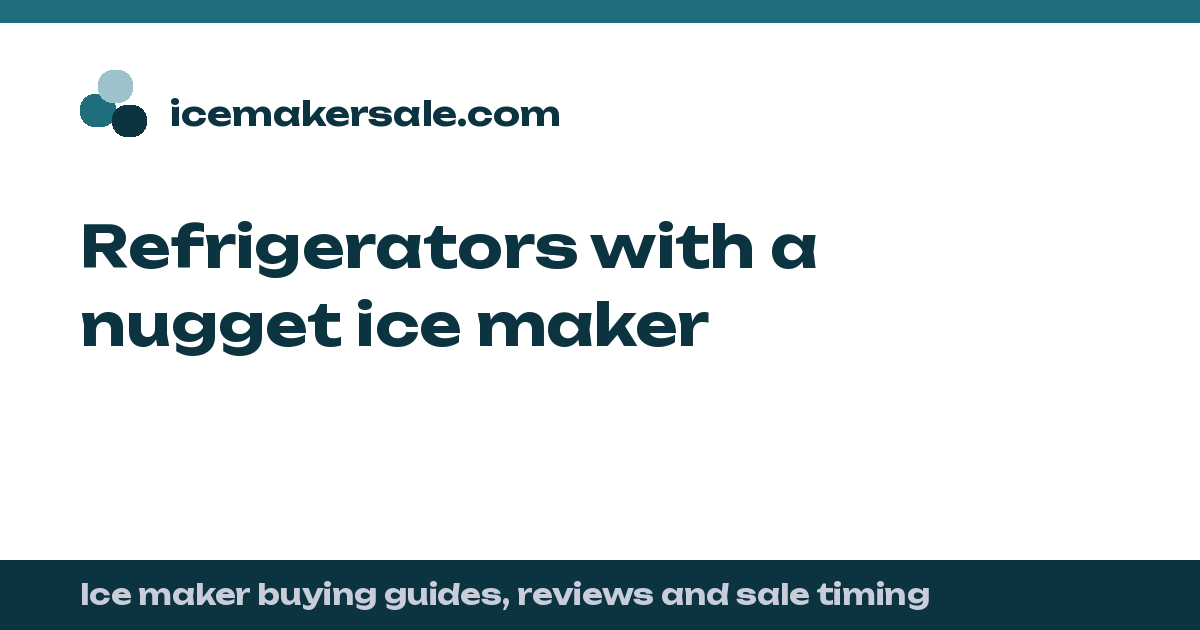 icemakersale.com
Refrigerators with a
nugget ice maker
Ice maker buying guides, reviews and sale timing